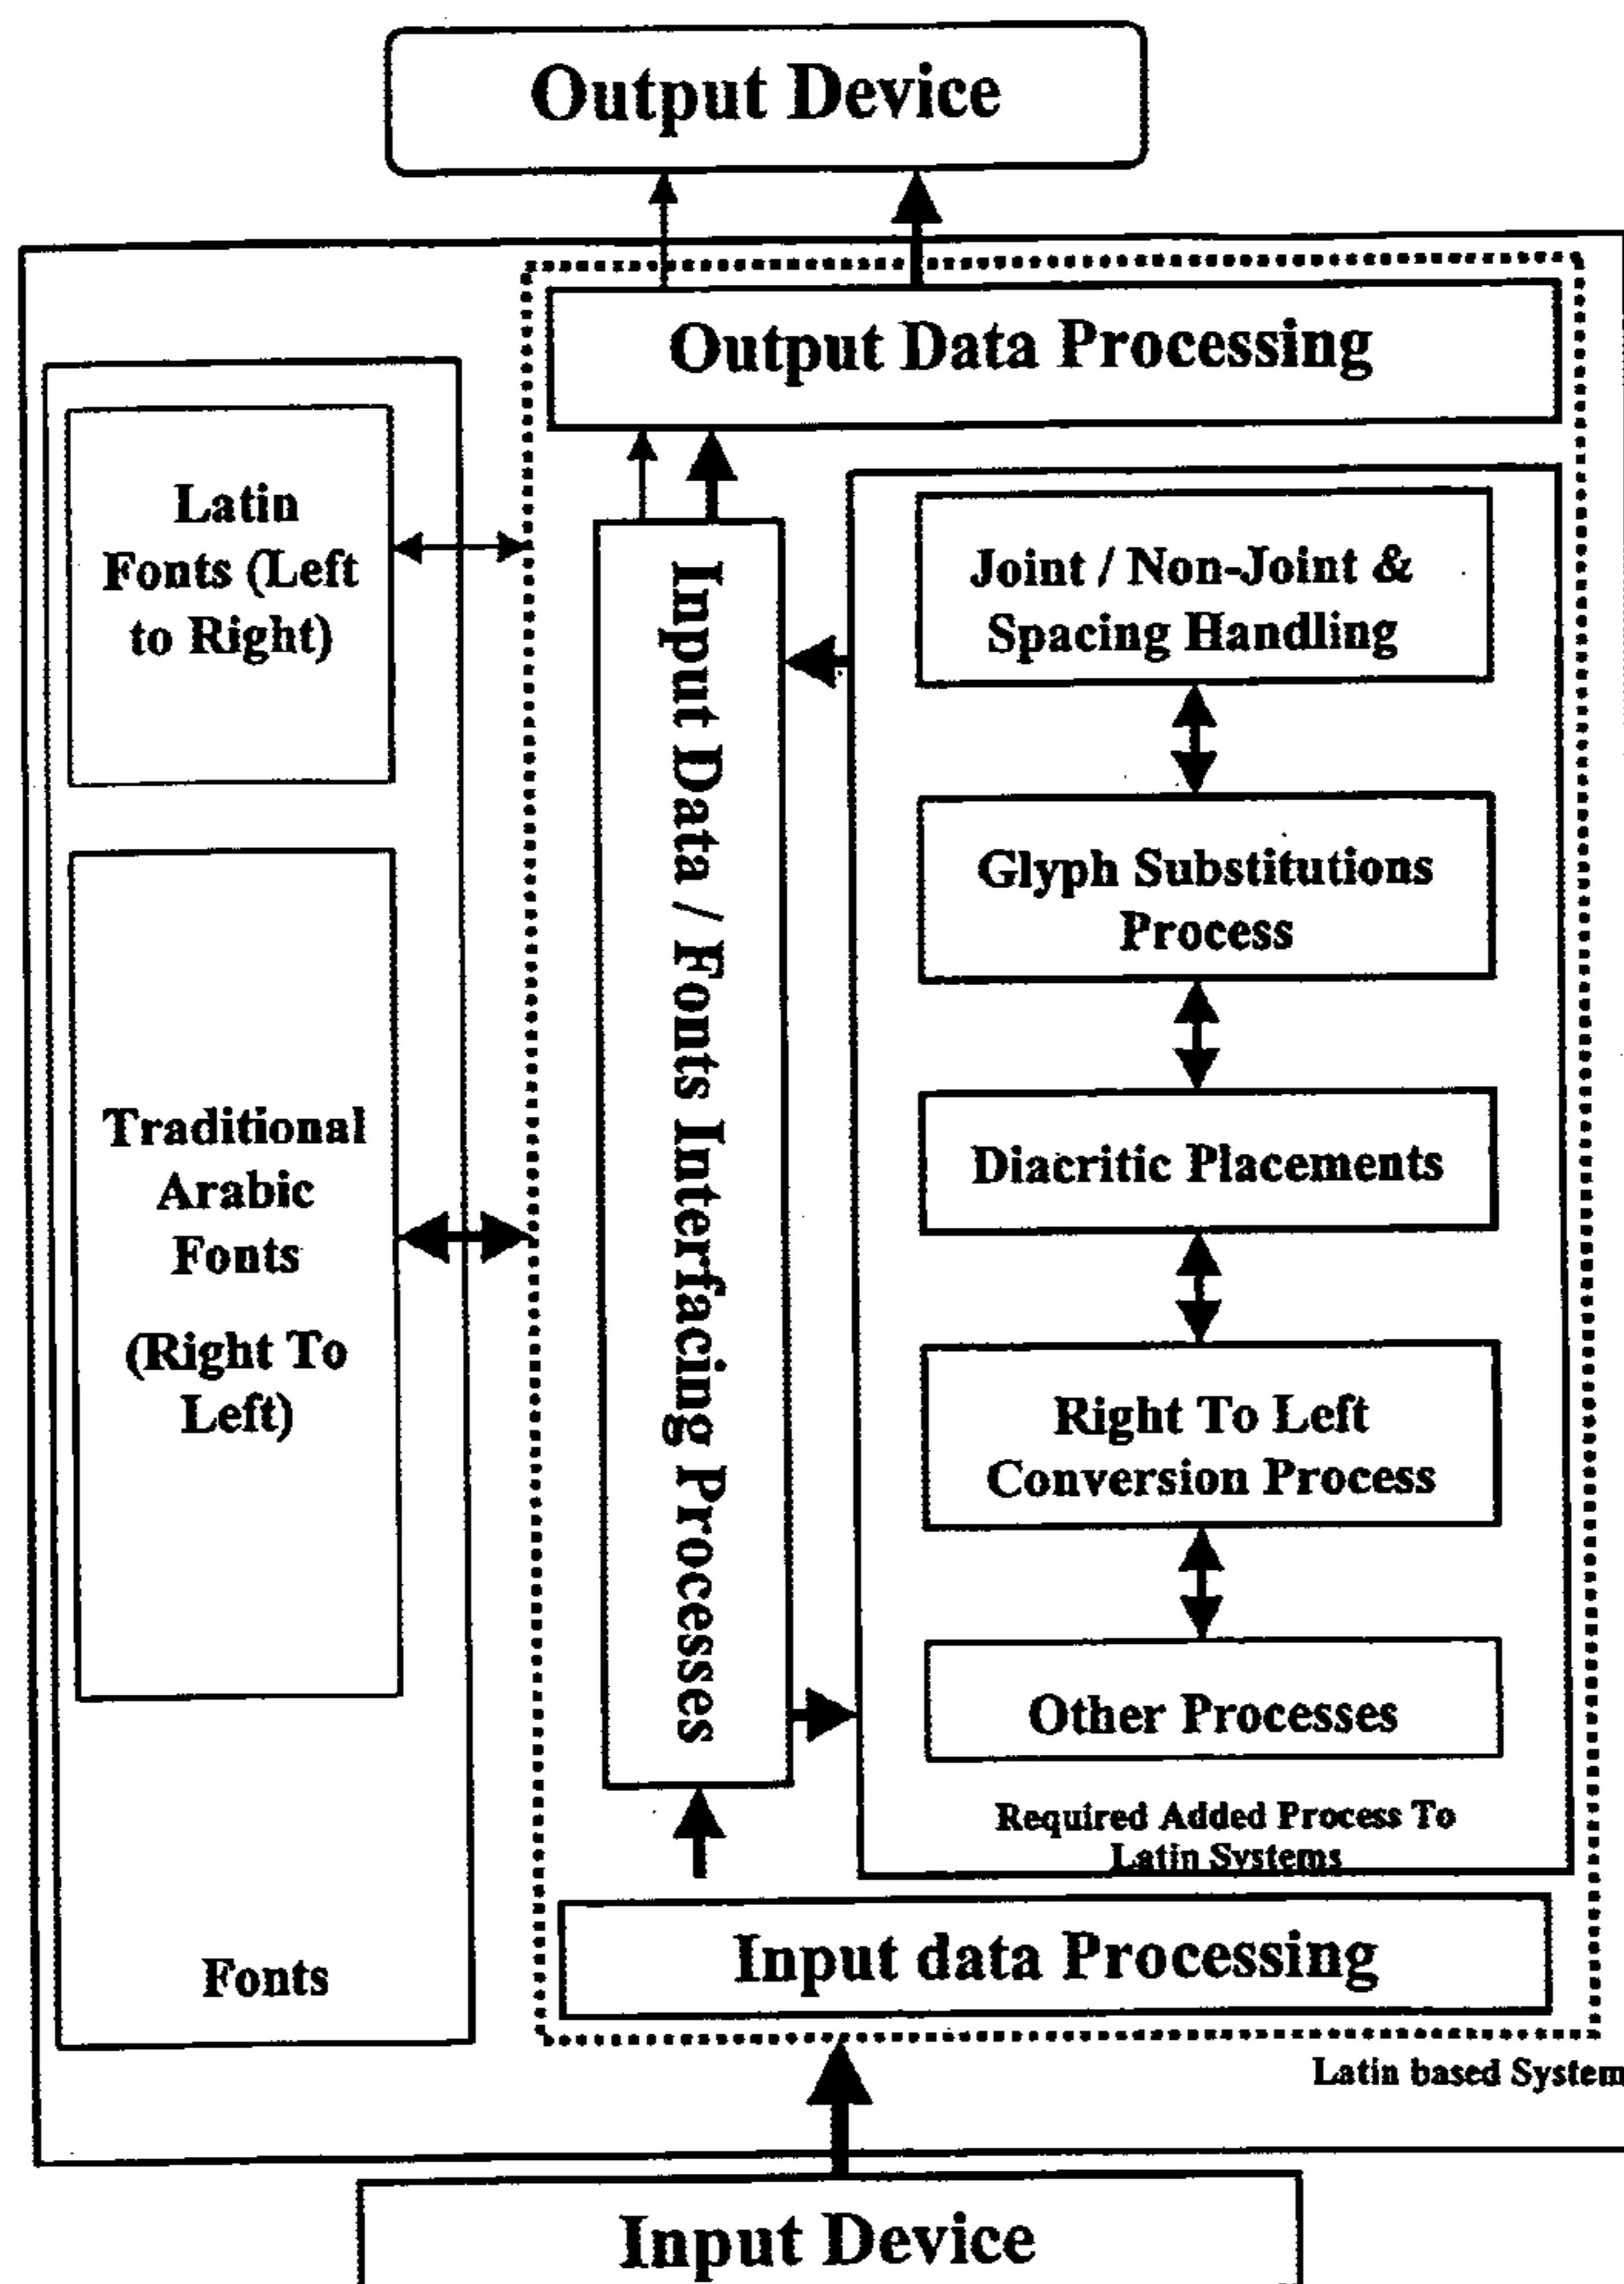 Output Device
Output Data Processing
Latin
Fonts (Left
to Right)
Traditional
Arabic
Fonts
(Right To
Left)
Fonts
Input Data / Fonts Interfacing Processes
Joint / Non-Joint &
Spacing Handling
Glyph Substitutions
Process
Diacritic Placements
Right To Left
Conversion Process
Other Processes
Required Added Process To
Latin Systems
Input data Processing
Latin based System
Input Device